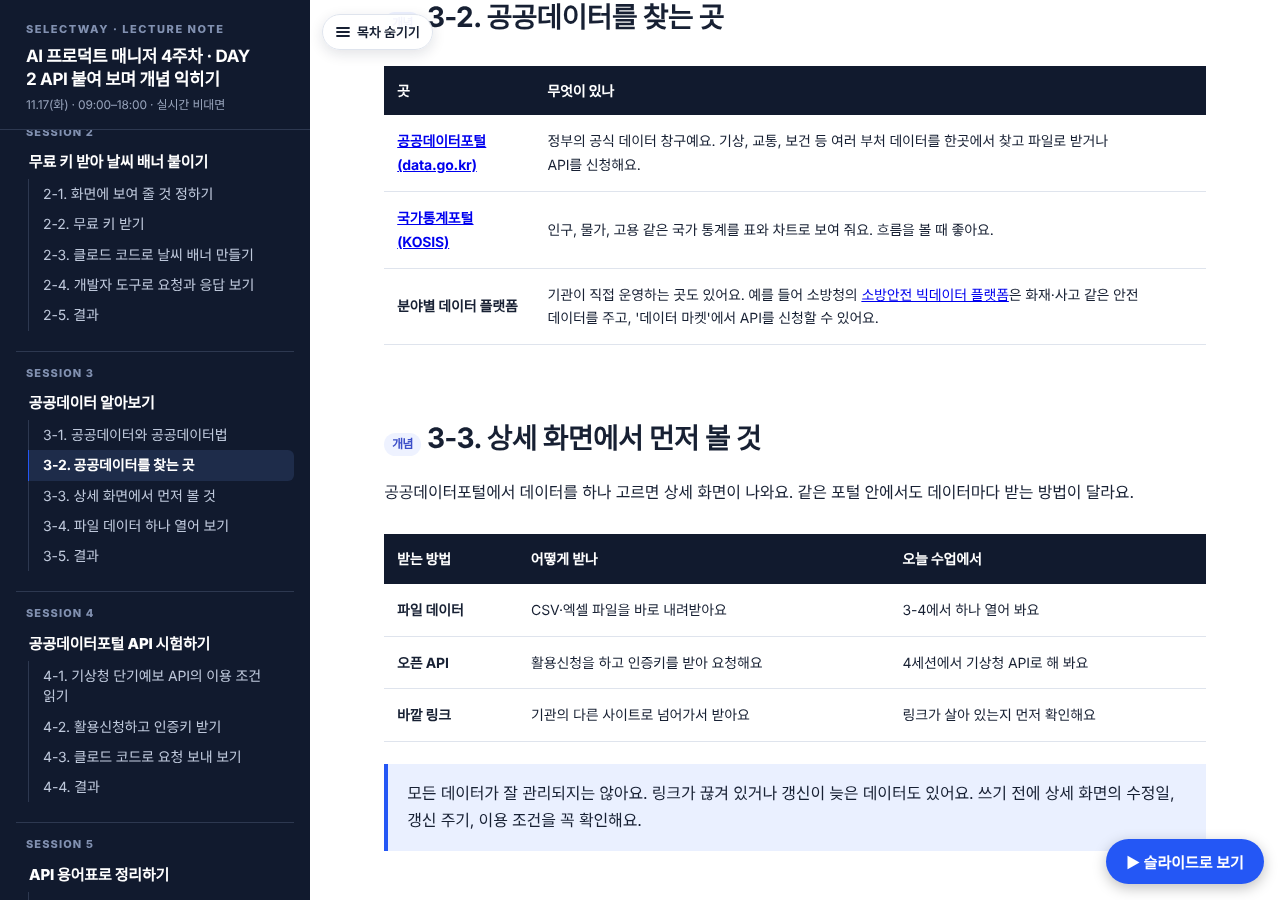 SELECTWAY · LECTURE NOTE
AI 프로덕트 매니저 4주차 · DAY
2 API 붙여 보며 개념 익히기
11.17(화) · 09:00–18:00 · 실시간 비대면
SESSION 2
무료 키 받아 날씨 배너 붙이기
2-1. 화면에 보여 줄 것 정하기
2-2. 무료 키 받기
2-3. 클로드 코드로 날씨 배너 만들기
2-4. 개발자 도구로 요청과 응답 보기
2-5. 결과
SESSION 3
공공데이터 알아보기
3-1. 공공데이터와 공공데이터법
3-2. 공공데이터를 찾는 곳
3-3. 상세 화면에서 먼저 볼 것
3-4. 파일 데이터 하나 열어 보기
3-5. 결과
SESSION 4
공공데이터포털 API 시험하기
4-1. 기상청 단기예보 API의 이용 조건
읽기
4-2. 활용신청하고 인증키 받기
4-3. 클로드 코드로 요청 보내 보기
4-4. 결과
SESSION 5
API 용어표로 정리하기
목차 숨기기
3-2. 공공데이터를 찾는 곳
곳 무엇이 있나
공공데이터포털
(data.go.kr)
정부의 공식 데이터 창구예요. 기상, 교통, 보건 등 여러 부처 데이터를 한곳에서 찾고 파일로 받거나
API를 신청해요.
국가통계포털
(KOSIS)
인구, 물가, 고용 같은 국가 통계를 표와 차트로 보여 줘요. 흐름을 볼 때 좋아요.
분야별 데이터 플랫폼
기관이 직접 운영하는 곳도 있어요. 예를 들어 소방청의 소방안전 빅데이터 플랫폼은 화재·사고 같은 안전
데이터를 주고, '데이터 마켓'에서 API를 신청할 수 있어요.
개념 3-3. 상세 화면에서 먼저 볼 것
공공데이터포털에서 데이터를 하나 고르면 상세 화면이 나와요. 같은 포털 안에서도 데이터마다 받는 방법이 달라요.
받는 방법 어떻게 받나 오늘 수업에서
파일 데이터 CSV·엑셀 파일을 바로 내려받아요 3-4에서 하나 열어 봐요
오픈 API 활용신청을 하고 인증키를 받아 요청해요 4세션에서 기상청 API로 해 봐요
바깥 링크 기관의 다른 사이트로 넘어가서 받아요 링크가 살아 있는지 먼저 확인해요
모든 데이터가 잘 관리되지는 않아요. 링크가 끊겨 있거나 갱신이 늦은 데이터도 있어요. 쓰기 전에 상세 화면의 수정일,
갱신 주기, 이용 조건을 꼭 확인해요.
▶ 슬라이드로 보기